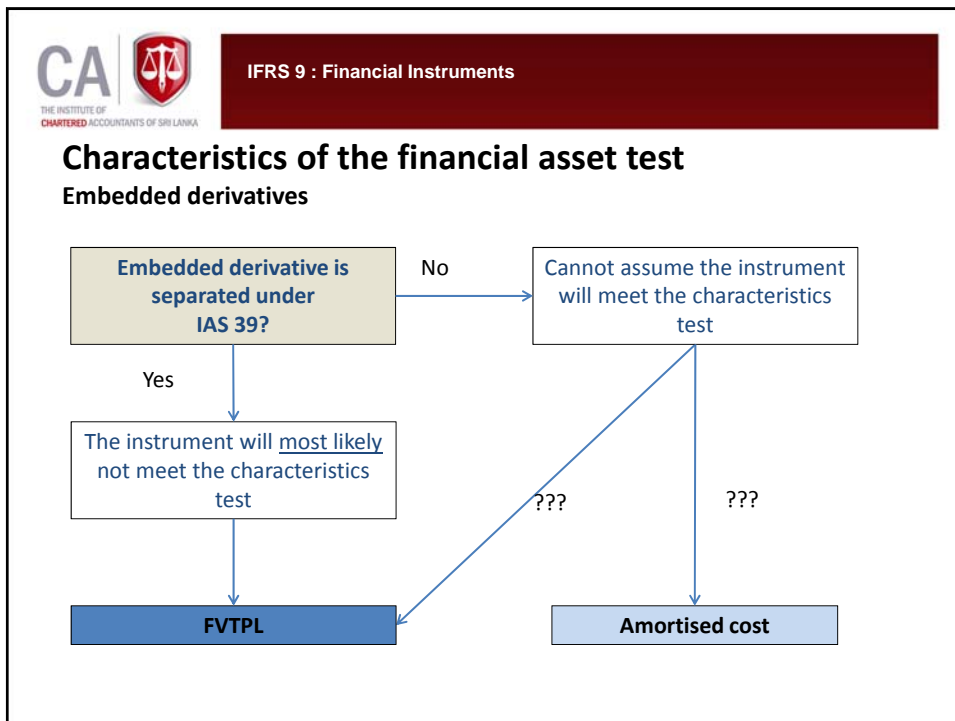 CA
THE INSTITUTE OF
CHARTERED ACCOUNTANTS OF SRI LANKA
IFRS 9 : Financial Instruments
Characteristics of the financial asset test
Embedded derivatives
Embedded derivative is
separated under
IAS 39?
No
Cannot assume the instrument
will meet the characteristics
test
Yes
The instrument will most likely
not meet the characteristics
test
???
???
FVTPL
Amortised cost